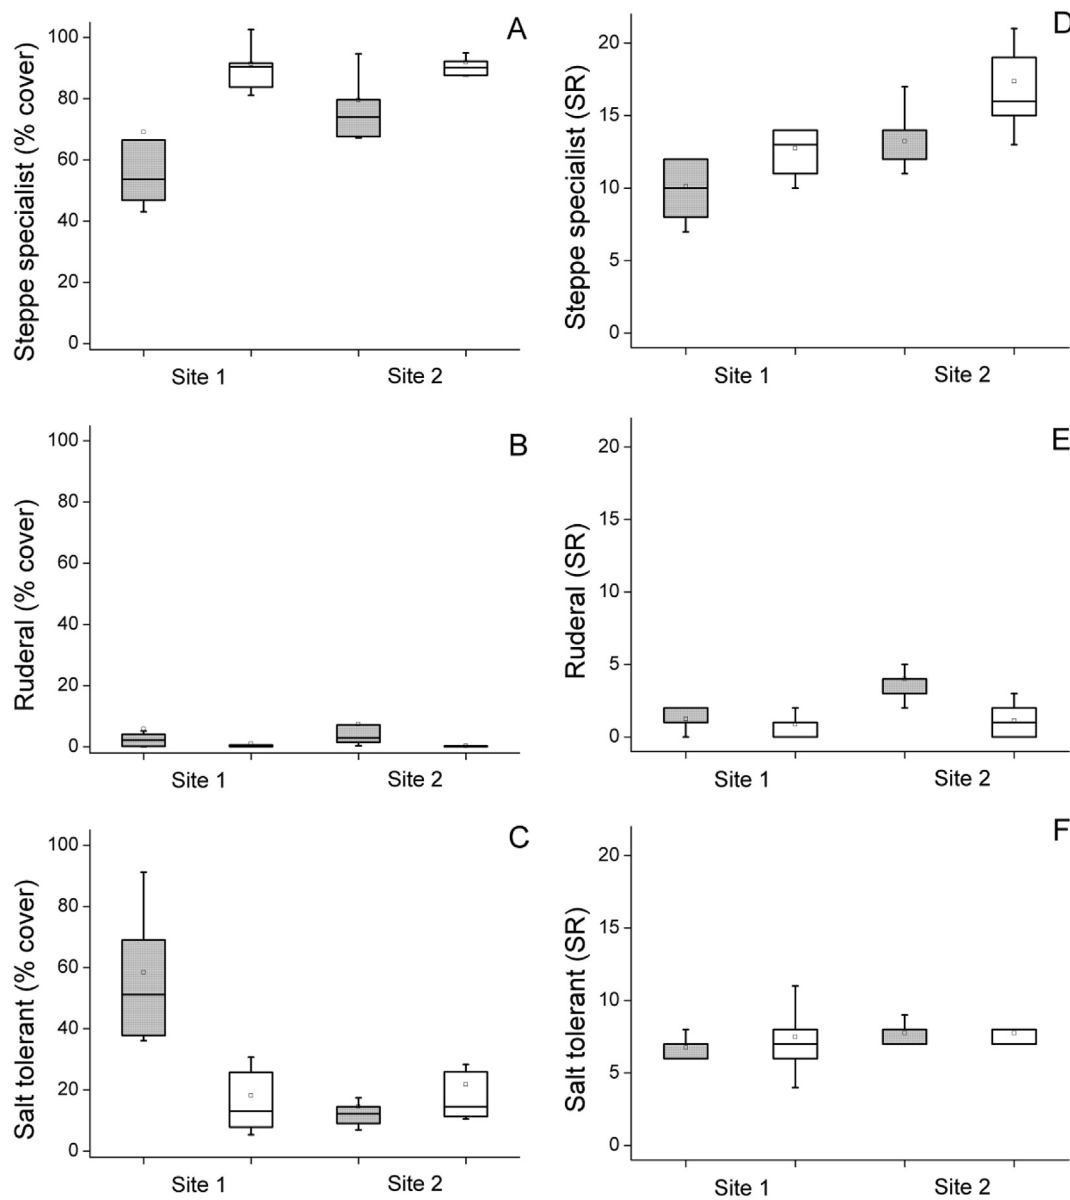 A
Steppe specialist (% cover)
100
80
60
40
20
0
Site 1
Site 2
D
Steppe specialist (SR)
20
15
10
5
0
Site 1
Site 2
B
Ruderal (% cover)
100
80
60
40
20
0
Site 1
Site 2
E
Ruderal (SR)
20
15
10
5
0
Site 1
Site 2
C
Salt tolerant (% cover)
100
80
60
40
20
0
Site 1
Site 2
F
Salt tolerant (SR)
20
15
10
5
0
Site 1
Site 2